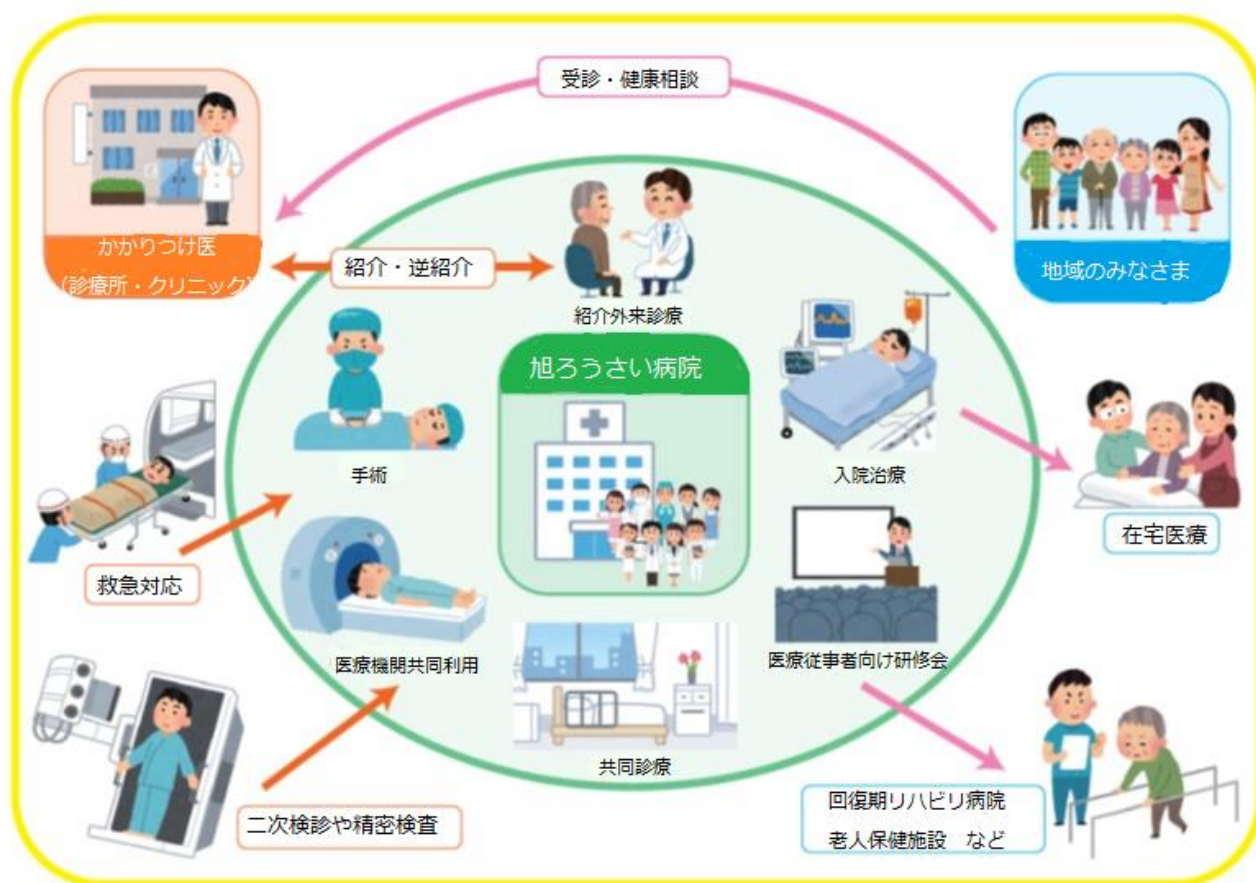 受診・健康相談
かかりつけ医
(診療所・クリニック)
地域のみなさま
紹介・逆紹介
紹介外来診療
旭ろうさい病院
手術
入院治療
在宅医療
救急対応
医療機関共同利用
医療従事者向け研修会
共同診療
二次検診や精密検査
回復期リハビリ病院
老人保健施設　など